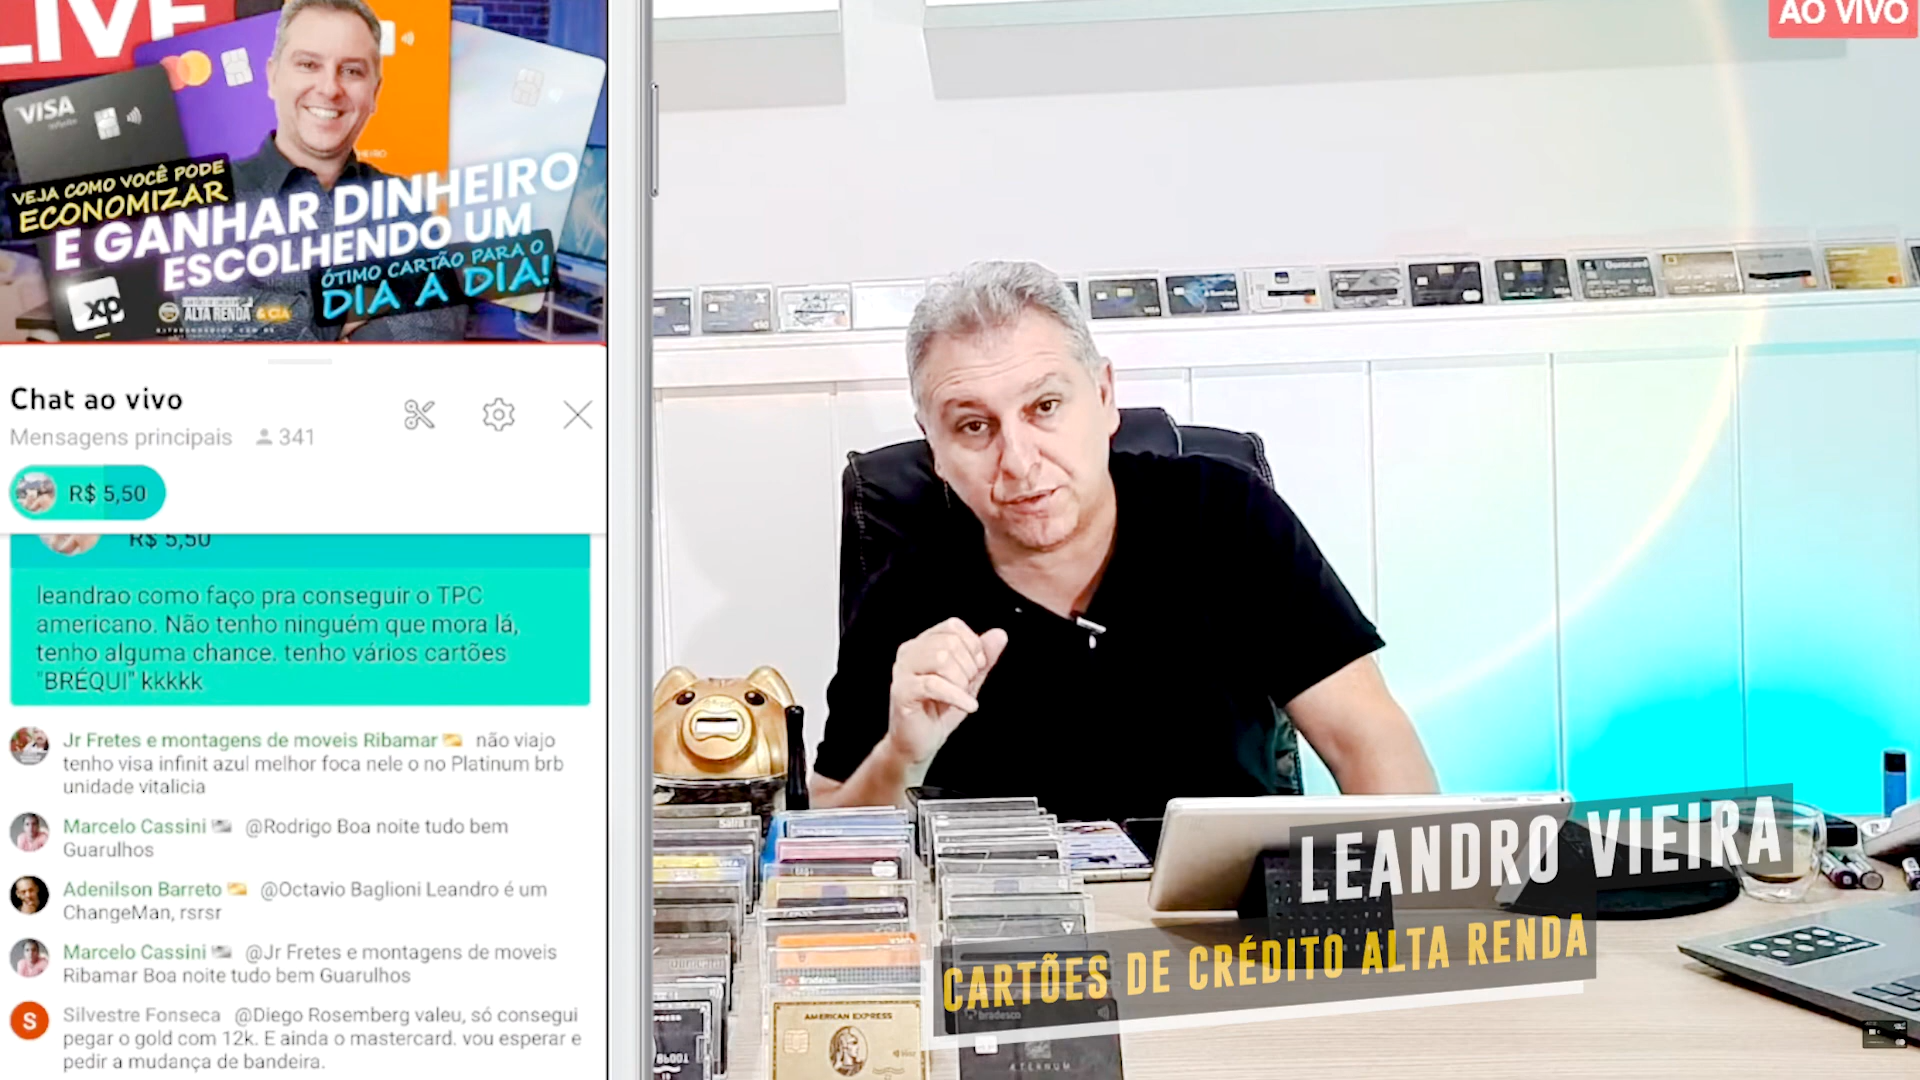 LIVE
VISA
Infinite
VEJA COMO VOCÊ PODE
ECONOMIZAR
E GANHAR DINHEIRO
ESCOLHENDO UM
ÓTIMO CARTÃO PARA O
DIA A DIA!
xp
ALTA RENDA & CIA
Chat ao vivo
Mensagens principais 341
R$ 5,50
R$ 5,50
leandrao como faço pra conseguir o TPC
americano. Não tenho ninguém que mora lá,
tenho alguma chance. tenho vários cartões
"BRÉQUI" kkkkk
Jr Fretes e montagens de moveis Ribamar não viajo
tenho visa infinit azul melhor foca nele o no Platinum brb
unidade vitalicia
Marcelo Cassini @Rodrigo Boa noite tudo bem
Guarulhos
Adenilson Barreto @Octavio Baglioni Leandro é um
ChangeMan, rsrsr
Marcelo Cassini @Jr Fretes e montagens de moveis
Ribamar Boa noite tudo bem Guarulhos
S Silvestre Fonseca @Diego Rosemberg valeu, só consegui
pegar o gold com 12k. E ainda o mastercard. vou esperar e
pedir a mudança de bandeira.
AO VIVO
LEANDRO VIEIRA
CARTÕES DE CRÉDITO ALTA RENDA
AMERICAN EXPRESS
bradesco
AETERNUM